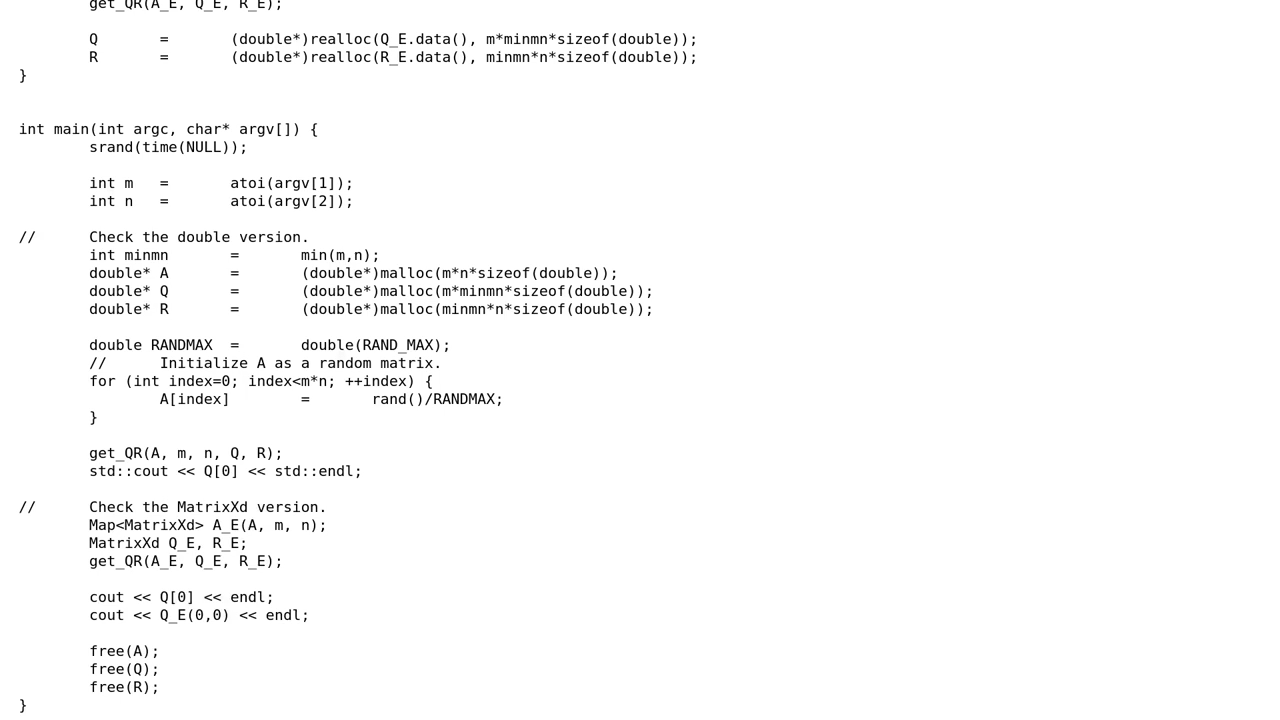 get_QR(A_E, Q_E, R_E);
        Q       =       (double*)realloc(Q_E.data(), m*minmn*sizeof(double));
        R       =       (double*)realloc(R_E.data(), minmn*n*sizeof(double));
}
int main(int argc, char* argv[]) {
        srand(time(NULL));
        int m   =       atoi(argv[1]);
        int n   =       atoi(argv[2]);
//      Check the double version.
        int minmn       =       min(m,n);
        double* A       =       (double*)malloc(m*n*sizeof(double));
        double* Q       =       (double*)malloc(m*minmn*sizeof(double));
        double* R       =       (double*)malloc(minmn*n*sizeof(double));
        double RANDMAX  =       double(RAND_MAX);
        //      Initialize A as a random matrix.
        for (int index=0; index<m*n; ++index) {
                A[index]        =       rand()/RANDMAX;
        }
        get_QR(A, m, n, Q, R);
        std::cout << Q[0] << std::endl;
//      Check the MatrixXd version.
        Map<MatrixXd> A_E(A, m, n);
        MatrixXd Q_E, R_E;
        get_QR(A_E, Q_E, R_E);
        cout << Q[0] << endl;
        cout << Q_E(0,0) << endl;
        free(A);
        free(Q);
        free(R);
}